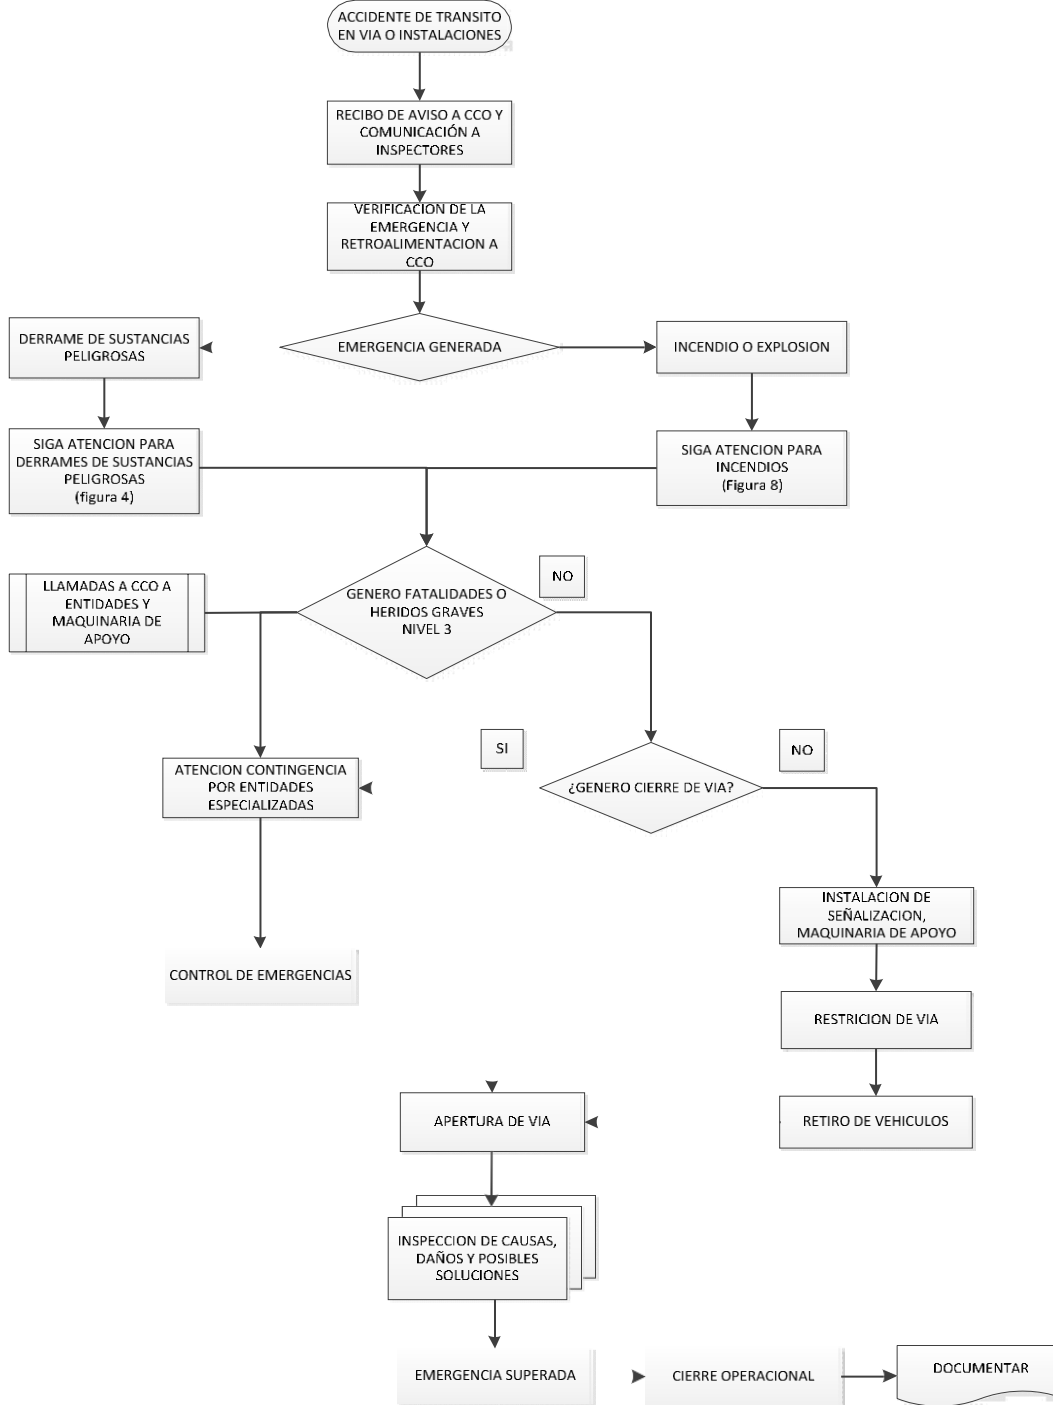 ACCIDENTE DE TRANSITO
EN VIA O INSTALACIONES
RECIBO DE AVISO A CCO Y
COMUNICACIÓN A
INSPECTORES
VERIFICACION DE LA
EMERGENCIA Y
RETROALIMENTACION A
CCO
DERRAME DE SUSTANCIAS
PELIGROSAS
EMERGENCIA GENERADA
INCENDIO O EXPLOSION
SIGA ATENCION PARA
DERRAMES DE SUSTANCIAS
PELIGROSAS
(figura 4)
SIGA ATENCION PARA
INCENDIOS
(Figura 8)
LLAMADAS A CCO A
ENTIDADES Y
MAQUINARIA DE
APOYO
GENERO FATALIDADES O
HERIDOS GRAVES
NIVEL 3
NO
ATENCION CONTINGENCIA
POR ENTIDADES
ESPECIALIZADAS
SI
¿GENERO CIERRE DE VIA?
NO
INSTALACION DE
SEÑALIZACION,
MAQUINARIA DE APOYO
CONTROL DE EMERGENCIAS
RESTRICION DE VIA
APERTURA DE VIA
RETIRO DE VEHICULOS
INSPECCION DE CAUSAS,
DAÑOS Y POSIBLES
SOLUCIONES
EMERGENCIA SUPERADA
CIERRE OPERACIONAL
DOCUMENTAR